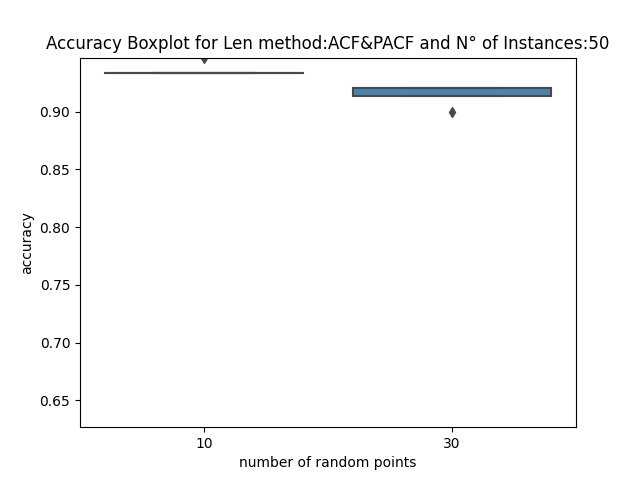 Accuracy Boxplot for Len method:ACF&PACF and N° of Instances:50
0.90
0.85
0.80
0.75
0.70
0.65
accuracy
10 30
number of random points